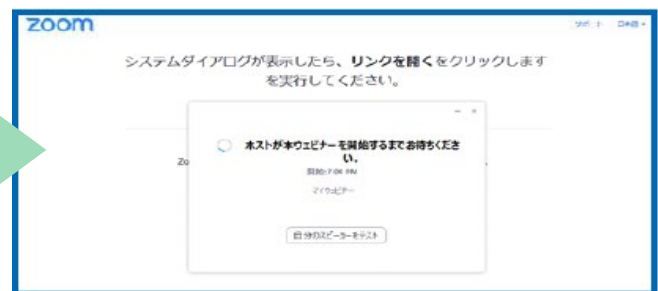 zoom
サポート 日本語
システムダイアログが表示したら、リンクを開くをクリックします
を実行してください。
ホストが本ウェビナーを開始するまでお待ちくださ
い。
Zo
マイウェビナー
自分のスピーカーをテスト